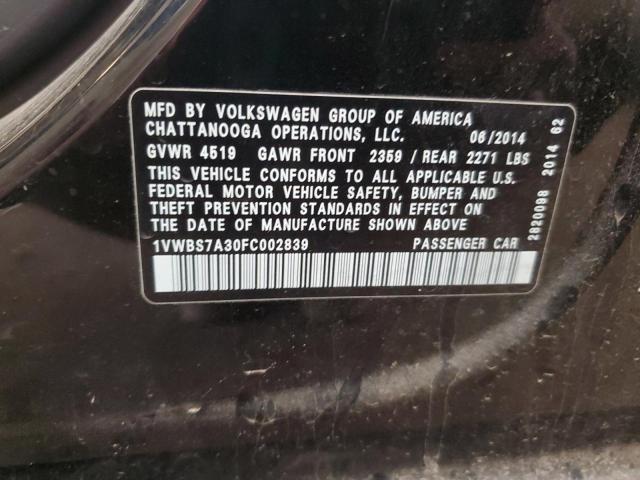 MFD BY VOLKSWAGEN GROUP OF AMERICA
CHATTANOOGA OPERATIONS, LLC. 06/2014
GVWR 4519 GAWR FRONT 2359 / REAR 2271 LBS
THIS VEHICLE CONFORMS TO ALL APPLICABLE U.S.
FEDERAL MOTOR VEHICLE SAFETY, BUMPER AND
THEFT PREVENTION STANDARDS IN EFFECT ON
THE DATE OF MANUFACTURE SHOWN ABOVE
1VWBS7A30FC002839 PASSENGER CAR
2820098 2014 62